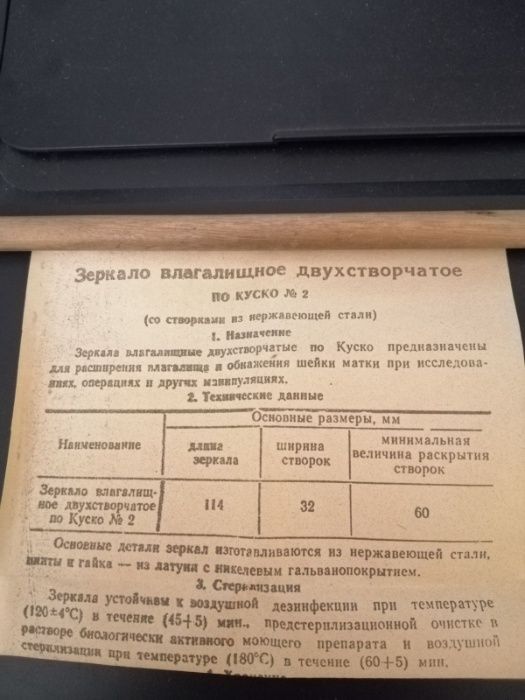 Зеркало влагалищное двухстворчатое
ПО КУСКО № 2
(со створками из нержавеющей стали)
1. Назначение
Зеркала влагалищные двухстворчатые по Куско предназначены
для расширения влагалища и обнажения шейки матки при исследова-
ниях, операциях и других манипуляциях.
2. Технические данные
Наименование
Основные размеры, мм
длина зеркала
ширина створок
минимальная величина раскрытия створок
Зеркало влагалищ-
ное двухстворчатое
по Куско № 2
114
32
60
Основные детали зеркал изготавливаются из нержавеющей стали,
винты и гайка — из латуни с никелевым гальванопокрытием.
3. Стерилизация
Зеркала устойчивы к воздушной дезинфекции при температуре
(120±4°С) в течение (45+5) мин., предстерилизационной очистке в
растворе биологически активного моющего препарата и воздушной
стерилизации при температуре (180°С) в течение (60+5) мин.